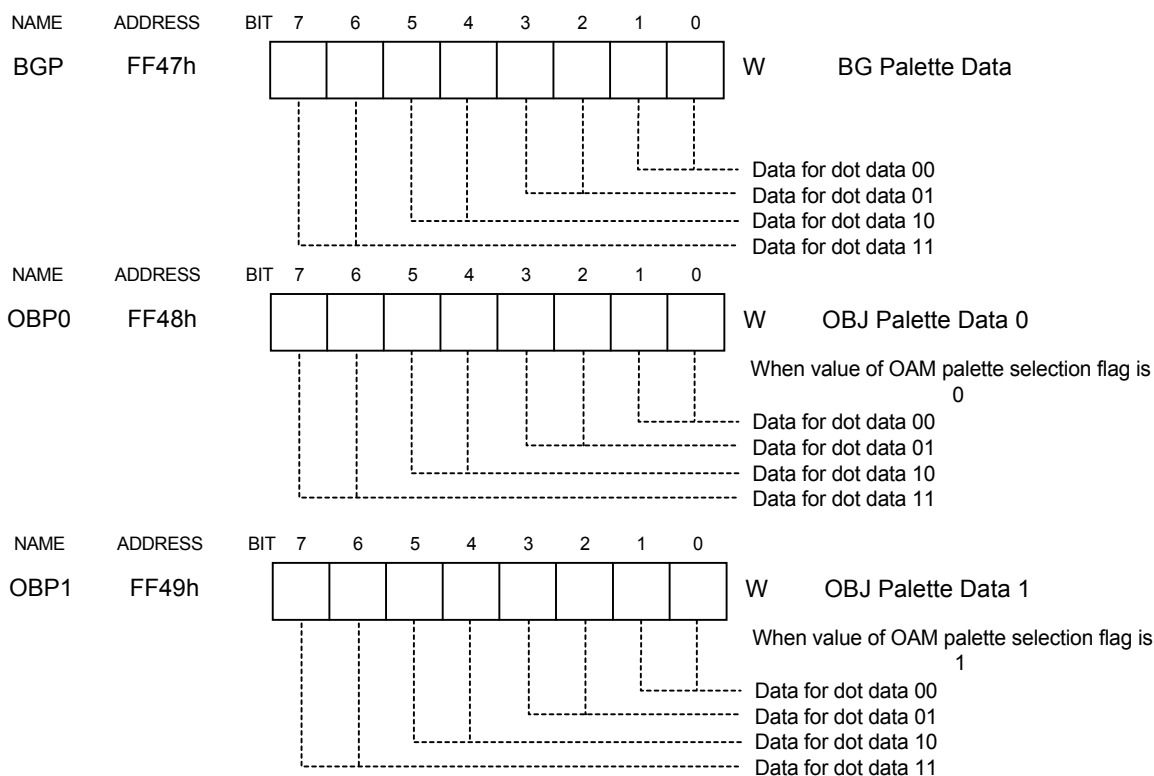 NAME ADDRESS BIT 7 6 5 4 3 2 1 0
BGP FF47h W BG Palette Data
Data for dot data 00
Data for dot data 01
Data for dot data 10
Data for dot data 11
NAME ADDRESS BIT 7 6 5 4 3 2 1 0
OBP0 FF48h W OBJ Palette Data 0
When value of OAM palette selection flag is
0
Data for dot data 00
Data for dot data 01
Data for dot data 10
Data for dot data 11
NAME ADDRESS BIT 7 6 5 4 3 2 1 0
OBP1 FF49h W OBJ Palette Data 1
When value of OAM palette selection flag is
1
Data for dot data 00
Data for dot data 01
Data for dot data 10
Data for dot data 11